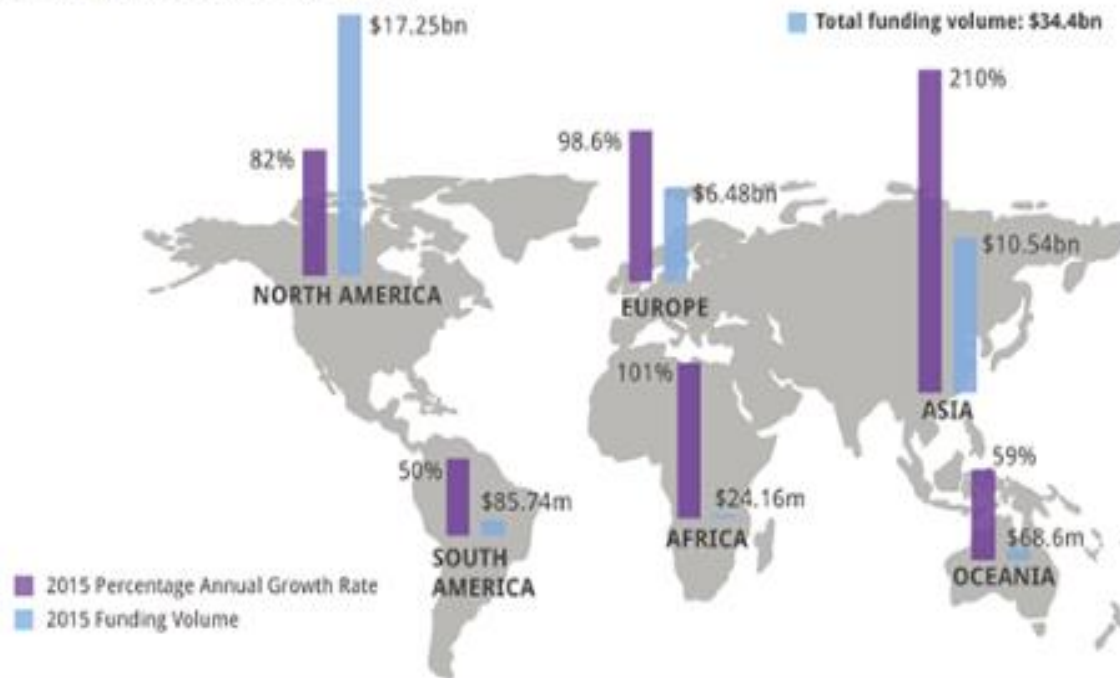 $17.25bn
Total funding volume: $34.4bn
210%
82%
98.6%
$6.48bn
$10.54bn
NORTH AMERICA
EUROPE
101%
ASIA
50%
$85.74m
$24.16m
59%
$68.6m
AFRICA
SOUTH
AMERICA
OCEANIA
2015 Percentage Annual Growth Rate
2015 Funding Volume